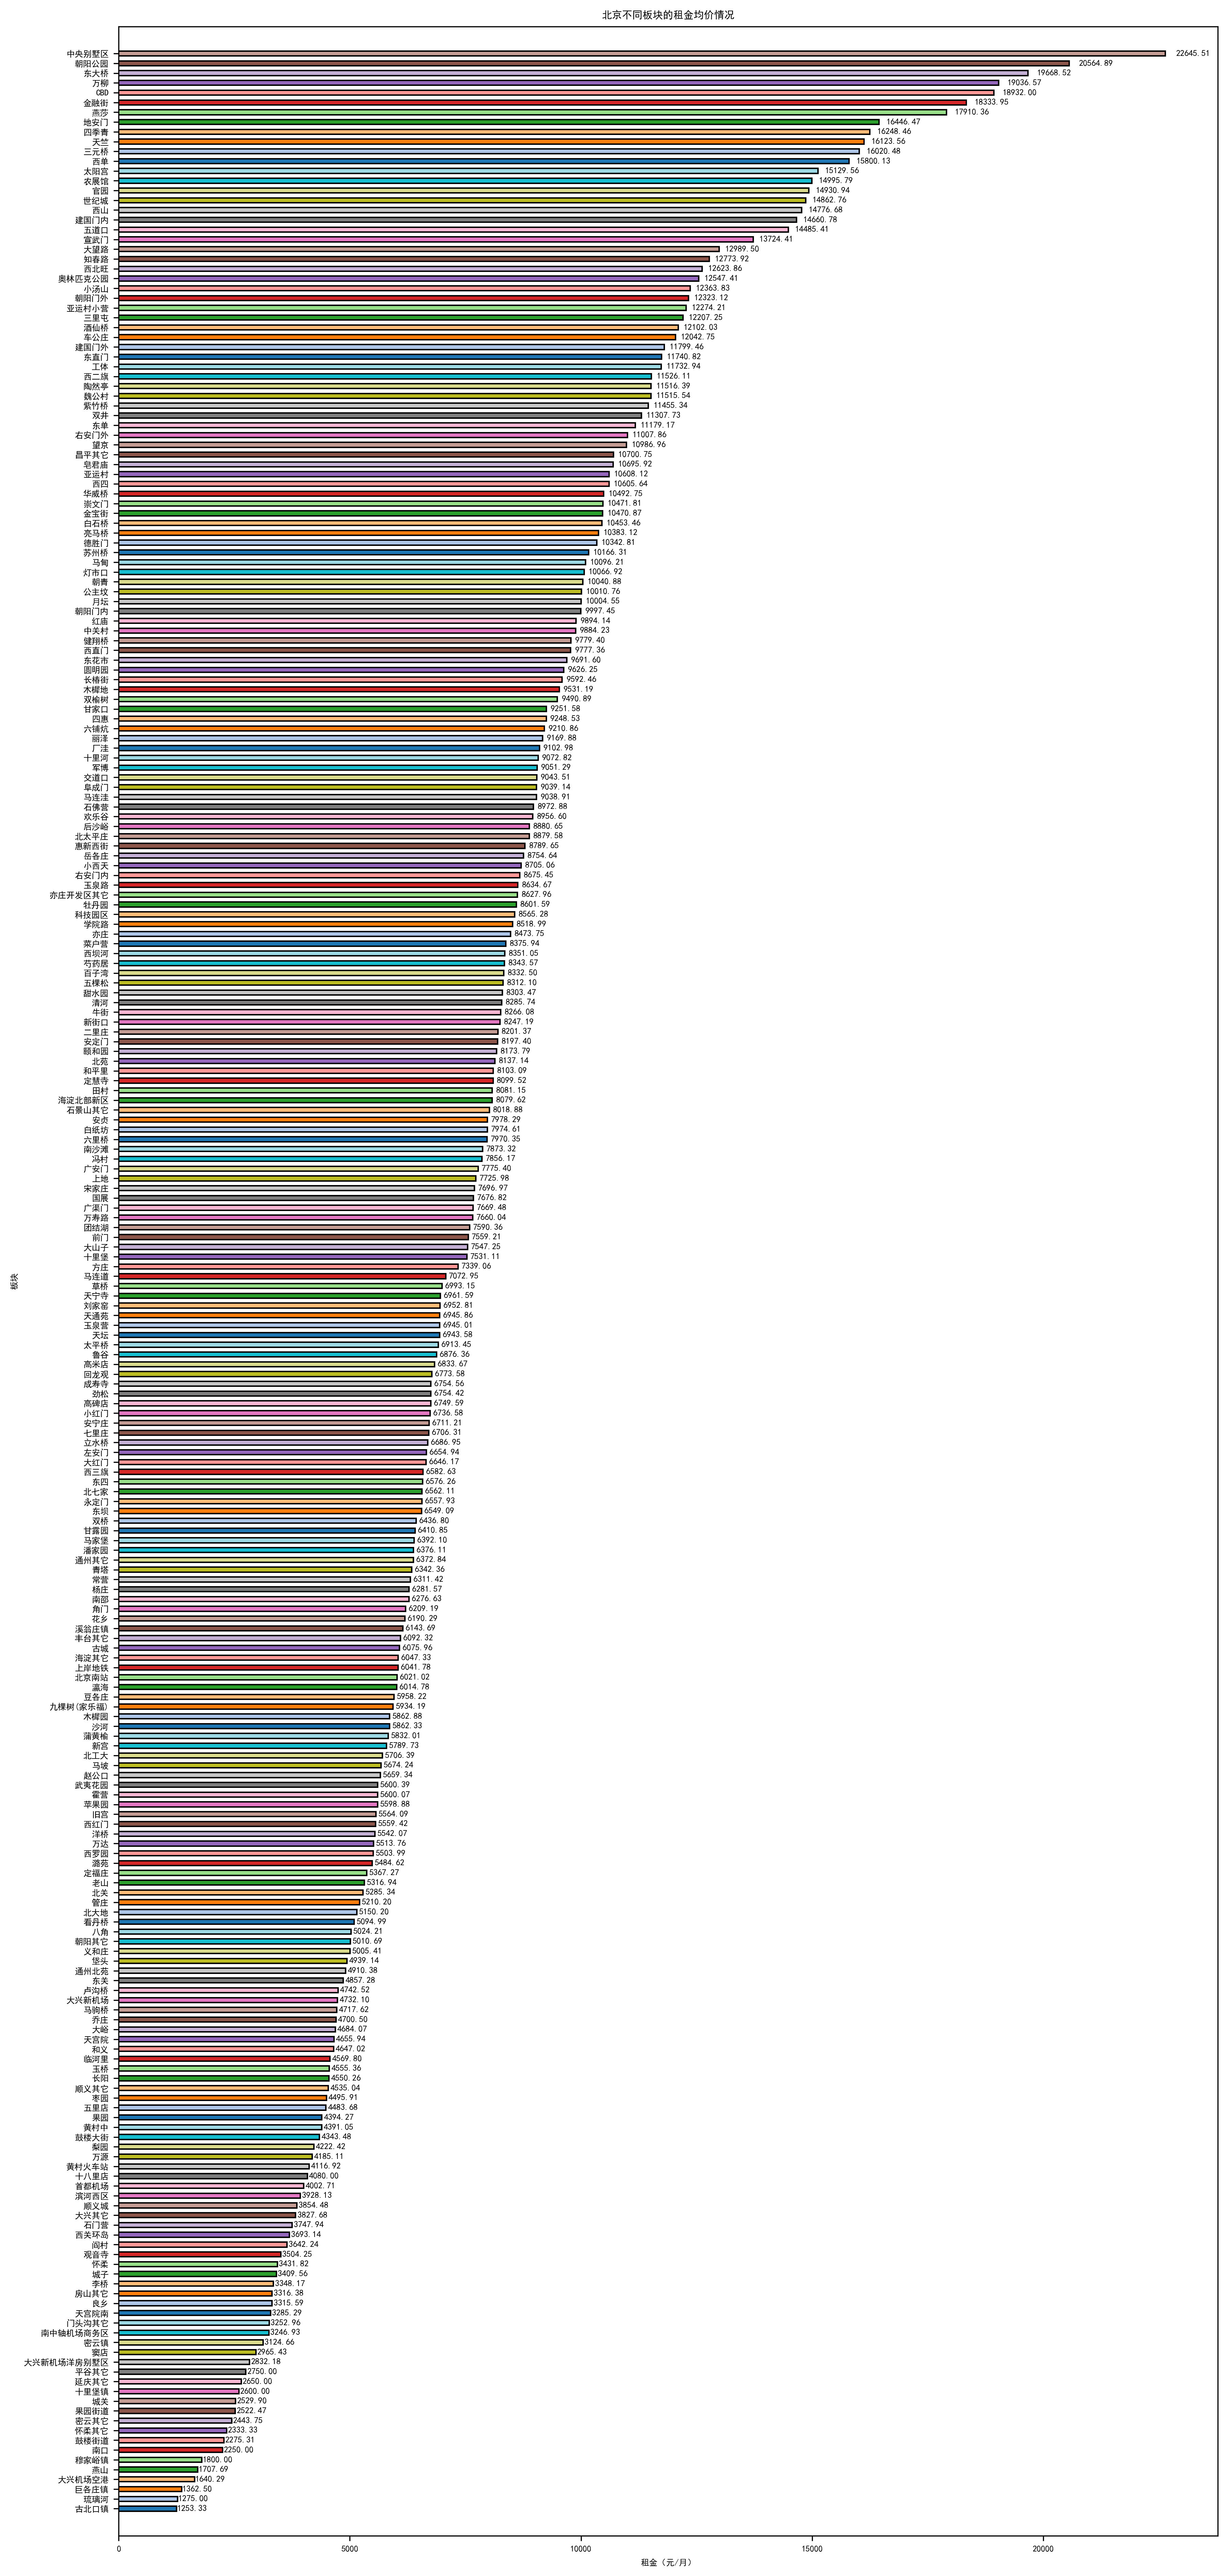 北京不同板块的租金均价情况
中央别墅区 22645.51
朝阳公园 20564.89
东大桥 19668.52
万柳 19036.57
CBD 18932.00
金融街 18333.95
燕莎 17910.36
地安门 16446.47
四季青 16248.46
天竺 16123.56
三元桥 16020.48
西单 15800.13
太阳宫 15129.56
农展馆 14995.79
官园 14930.94
世纪城 14862.76
西山 14776.68
建国门内 14660.78
五道口 14485.41
宣武门 13724.41
大望路 12989.50
知春路 12773.92
西北旺 12623.86
奥林匹克公园 12547.41
小汤山 12363.83
朝阳门外 12323.12
亚运村小营 12274.21
三里屯 12207.25
酒仙桥 12102.03
车公庄 12042.75
建国门外 11799.46
东直门 11740.82
工体 11732.94
西二旗 11526.11
陶然亭 11516.39
魏公村 11515.54
紫竹桥 11455.34
双井 11307.73
东单 11179.17
右安门外 11007.86
望京 10986.96
昌平其它 10700.75
皂君庙 10695.92
亚运村 10608.12
西四 10605.64
华威桥 10492.75
崇文门 10471.81
金宝街 10470.87
白石桥 10453.46
亮马桥 10383.12
德胜门 10342.81
苏州桥 10166.31
马甸 10096.21
灯市口 10066.92
朝青 10040.88
公主坟 10010.76
月坛 10004.55
朝阳门内 9997.45
红庙 9894.14
中关村 9884.23
健翔桥 9779.40
西直门 9777.36
东花市 9691.60
圆明园 9626.25
长椿街 9592.46
木樨地 9531.19
双榆树 9490.89
甘家口 9251.58
四惠 9248.53
六铺炕 9210.86
丽泽 9169.88
厂洼 9102.98
十里河 9072.82
军博 9051.29
交道口 9043.51
阜成门 9039.14
马连洼 9038.91
石佛营 8972.88
欢乐谷 8956.60
后沙峪 8880.65
北太平庄 8879.58
惠新西街 8789.65
岳各庄 8754.64
小西天 8705.06
右安门内 8675.45
玉泉路 8634.67
亦庄开发区其它 8627.96
牡丹园 8601.59
科技园区 8565.28
学院路 8518.99
亦庄 8473.75
菜户营 8375.94
西坝河 8351.05
芍药居 8343.57
百子湾 8332.50
五棵松 8312.10
甜水园 8303.47
清河 8285.74
牛街 8266.08
新街口 8247.19
二里庄 8201.37
安定门 8197.40
颐和园 8173.79
北苑 8137.14
和平里 8103.09
定慧寺 8099.52
田村 8081.15
海淀北部新区 8079.62
石景山其它 8018.88
安贞 7978.29
白纸坊 7974.61
六里桥 7970.35
南沙滩 7873.32
冯村 7856.17
广安门 7775.40
上地 7725.98
宋家庄 7696.97
国展 7676.82
广渠门 7669.48
万寿路 7660.04
团结湖 7590.36
前门 7559.21
大山子 7547.25
十里堡 7531.11
方庄 7339.06
马连道 7072.95
草桥 6993.15
天宁寺 6961.59
刘家窑 6952.81
天通苑 6945.86
玉泉营 6945.01
天坛 6943.58
太平桥 6913.45
鲁谷 6876.36
高米店 6833.67
回龙观 6773.58
成寿寺 6754.56
劲松 6754.42
高碑店 6749.59
小红门 6736.58
安宁庄 6711.21
七里庄 6706.31
立水桥 6686.95
左安门 6654.94
大红门 6646.17
西三旗 6582.63
东四 6576.26
北七家 6562.11
永定门 6557.93
东坝 6549.09
双桥 6436.80
甘露园 6410.85
马家堡 6392.10
潘家园 6376.11
通州其它 6372.84
青塔 6342.36
常营 6311.42
杨庄 6281.57
南邵 6276.63
角门 6209.19
花乡 6190.29
溪翁庄镇 6143.69
丰台其它 6092.32
古城 6075.96
海淀其它 6047.33
上岸地铁 6041.78
北京南站 6021.02
瀛海 6014.78
豆各庄 5958.22
九棵树(家乐福) 5934.19
木樨园 5862.88
沙河 5862.33
蒲黄榆 5832.01
新宫 5789.73
北工大 5706.39
马坡 5674.24
赵公口 5659.34
武夷花园 5600.39
霍营 5600.07
苹果园 5598.88
旧宫 5564.09
西红门 5559.42
洋桥 5542.07
万达 5513.76
西罗园 5503.99
潞苑 5484.62
定福庄 5367.27
老山 5316.94
北关 5285.34
管庄 5210.20
北大地 5150.20
看丹桥 5094.99
八角 5024.21
朝阳其它 5010.69
义和庄 5005.41
垡头 4939.14
通州北苑 4910.38
东关 4857.28
卢沟桥 4742.52
大兴新机场 4732.10
马驹桥 4717.62
乔庄 4700.50
大峪 4684.07
天宫院 4655.94
和义 4647.02
临河里 4569.80
玉桥 4555.36
长阳 4550.26
顺义其它 4535.04
枣园 4495.91
五里店 4483.68
果园 4394.27
黄村中 4391.05
鼓楼大街 4343.48
梨园 4222.42
万源 4185.11
黄村火车站 4116.92
十八里店 4080.00
首都机场 4002.71
滨河西区 3928.13
顺义城 3854.48
大兴其它 3827.68
石门营 3747.94
西关环岛 3693.14
阎村 3642.24
观音寺 3504.25
怀柔 3431.82
城子 3409.56
李桥 3348.17
房山其它 3316.38
良乡 3315.59
天宫院南 3285.29
门头沟其它 3252.96
南中轴机场商务区 3246.93
密云镇 3124.66
窦店 2965.43
大兴新机场洋房别墅区 2832.18
平谷其它 2750.00
延庆其它 2650.00
十里堡镇 2600.00
城关 2529.90
果园街道 2522.47
密云其它 2443.75
怀柔其它 2333.33
鼓楼街道 2275.31
南口 2250.00
穆家峪镇 1800.00
燕山 1707.69
大兴机场空港 1640.29
巨各庄镇 1362.50
琉璃河 1275.00
古北口镇 1253.33
板块
0 5000 10000 15000 20000
租金（元/月）